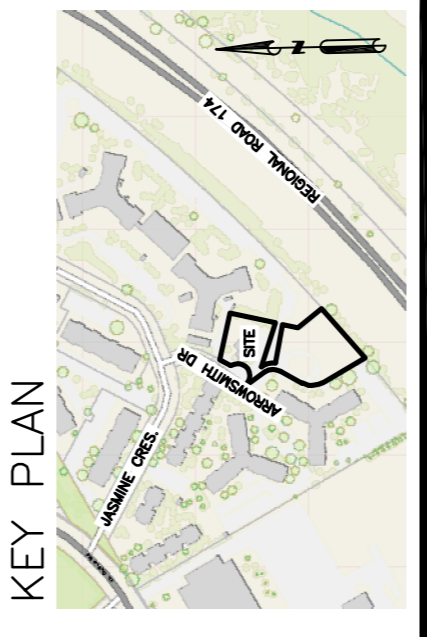 KEY PLAN
N
REGIONAL ROAD 174
SITE
ARROWSMITH DR
JASMINE CRES.